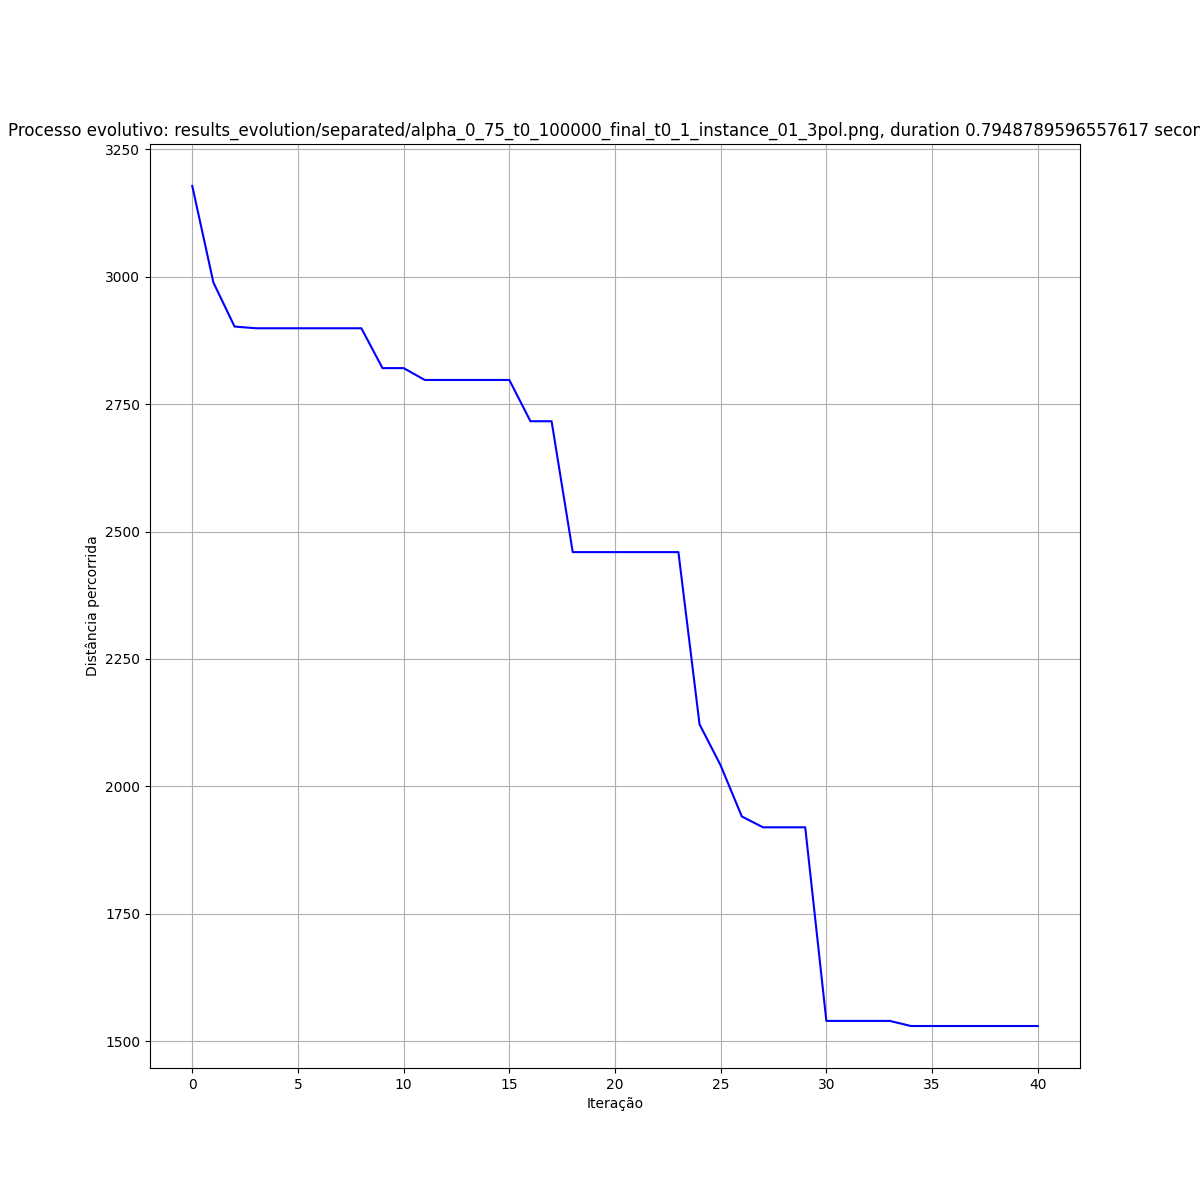 Processo evolutivo: results_evolution/separated/alpha_0_75_t0_100000_final_t0_1_instance_01_3pol.png, duration 0.7948789596557617 secon
3250
3000
2750
2500
2250
2000
1750
1500
Distância percorrida
0 5 10 15 20 25 30 35 40
Iteração